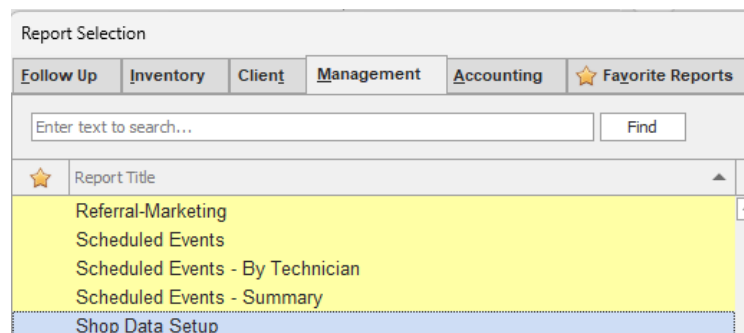 Report Selection
Follow Up Inventory Client Management Accounting Favorite Reports
Enter text to search... Find
Report Title
Referral-Marketing
Scheduled Events
Scheduled Events - By Technician
Scheduled Events - Summary
Shop Data Setup